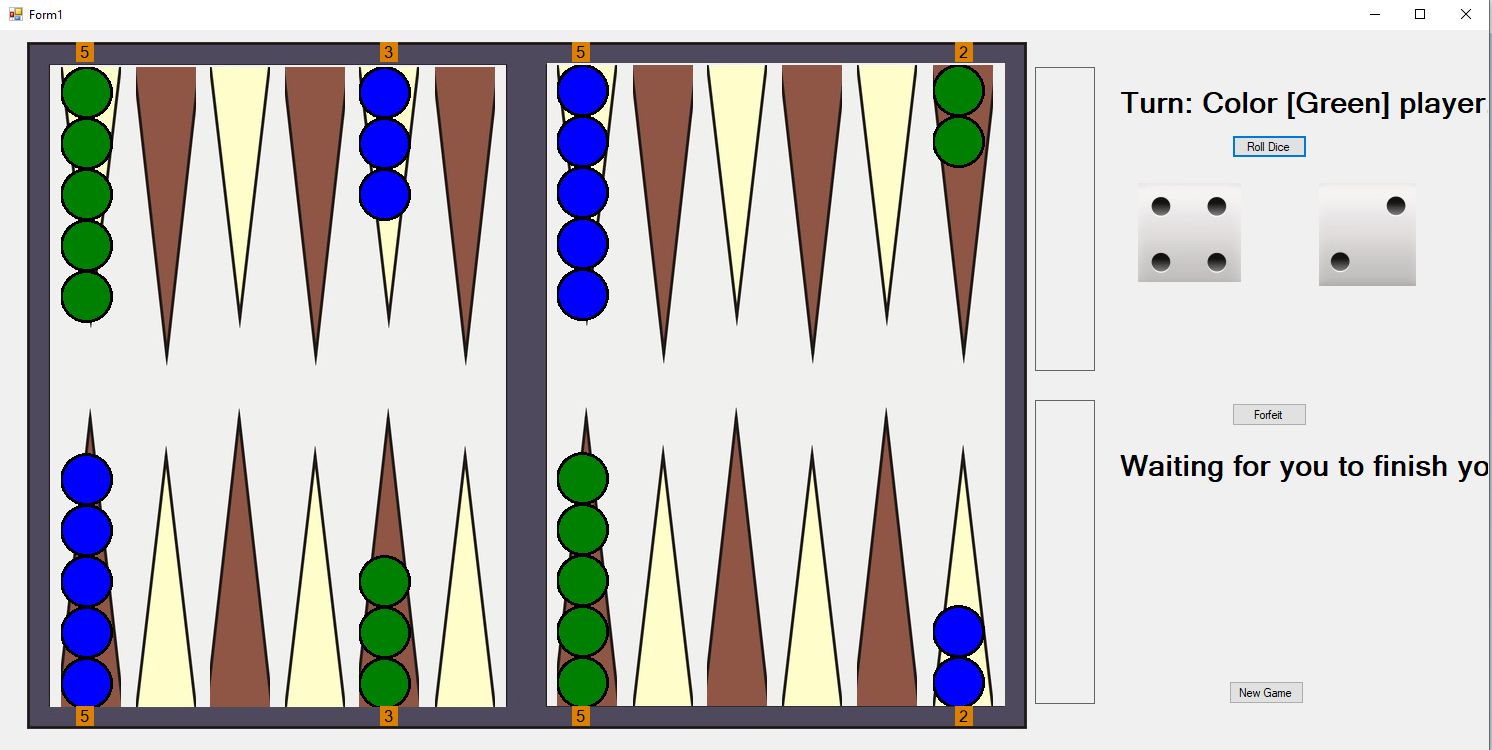 Form1
5 3 5 2
Turn: Color [Green] player
Roll Dice
Forfeit
Waiting for you to finish yo
New Game
5 3 5 2